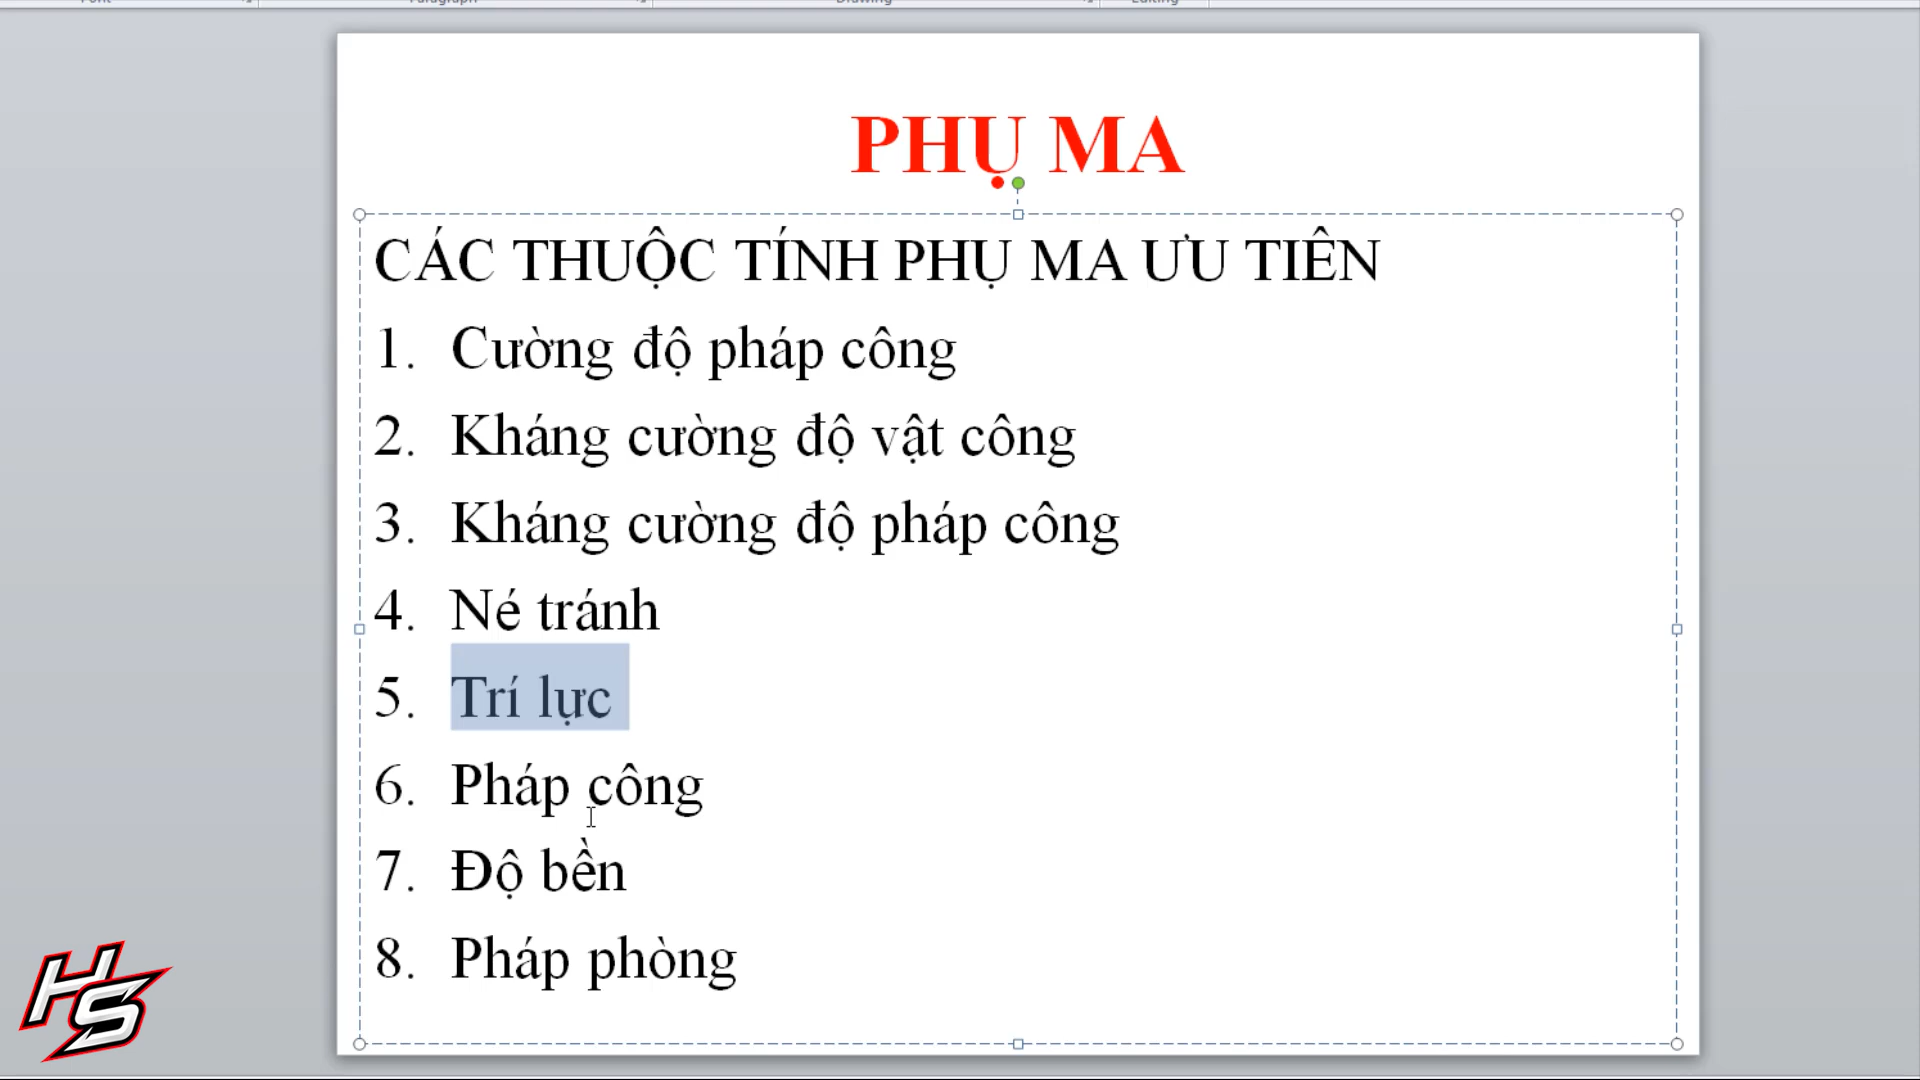 PHỤ MA
CÁC THUỘC TÍNH PHỤ MA ƯU TIÊN
1. Cường độ pháp công
2. Kháng cường độ vật công
3. Kháng cường độ pháp công
4. Né tránh
5. Trí lực
6. Pháp công
7. Độ bền
8. Pháp phòng
HS